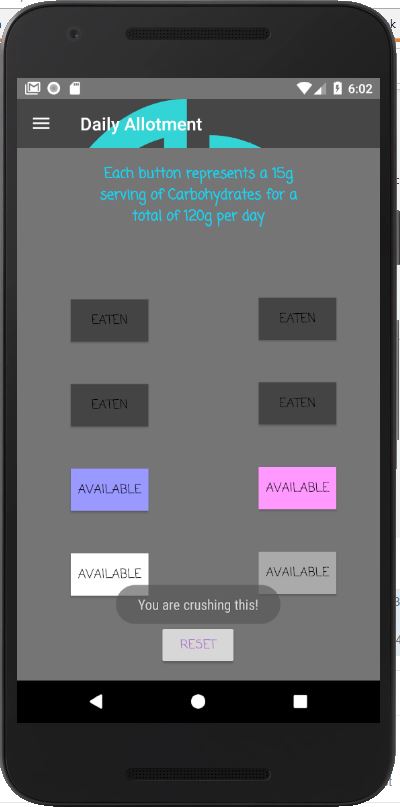 6:02
Daily Allotment
Each button represents a 15g
serving of Carbohydrates for a
total of 120g per day
EATEN EATEN
EATEN EATEN
AVAILABLE AVAILABLE
AVAILABLE AVAILABLE
You are crushing this!
RESET